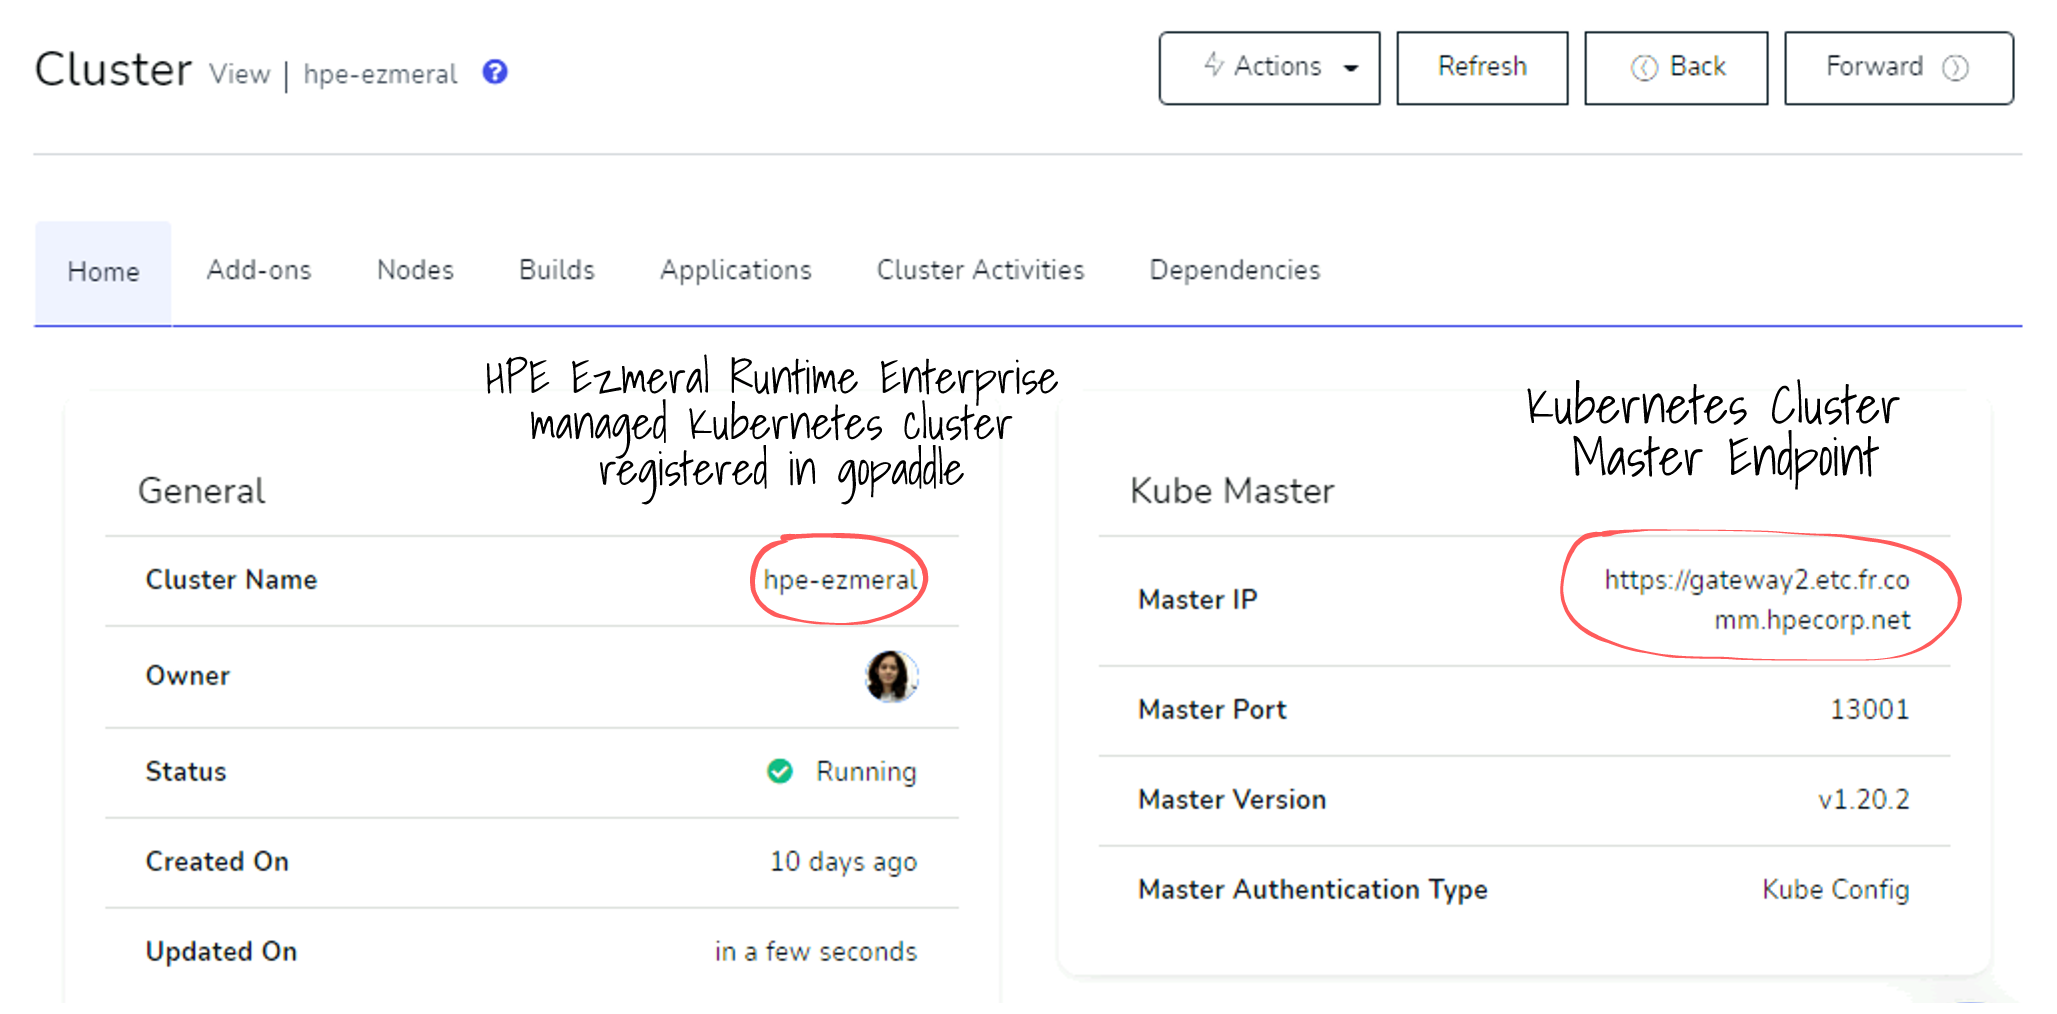 Cluster View | hpe-ezmeral ?
Actions Refresh Back Forward
Home Add-ons Nodes Builds Applications Cluster Activities Dependencies
HPE Ezmeral Runtime Enterprise
managed Kubernetes cluster
registered in gopaddle
General
Cluster Name hpe-ezmeral
Owner
Status Running
Created On 10 days ago
Updated On in a few seconds
Kubernetes Cluster
Master Endpoint
Kube Master
Master IP https://gateway2.etc.fr.co
mm.hpecorp.net
Master Port 13001
Master Version v1.20.2
Master Authentication Type Kube Config